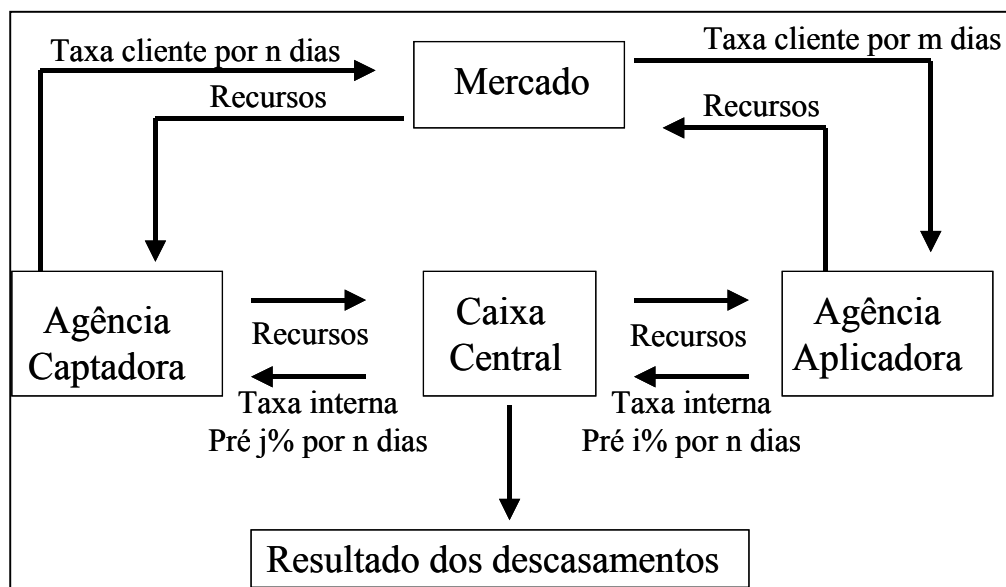 Taxa cliente por n dias
Mercado
Taxa cliente por m dias
Recursos
Recursos
Agência
Captadora
Recursos
Taxa interna
Pré j% por n dias
Caixa
Central
Recursos
Taxa interna
Pré i% por n dias
Agência
Aplicadora
Resultado dos descasamentos